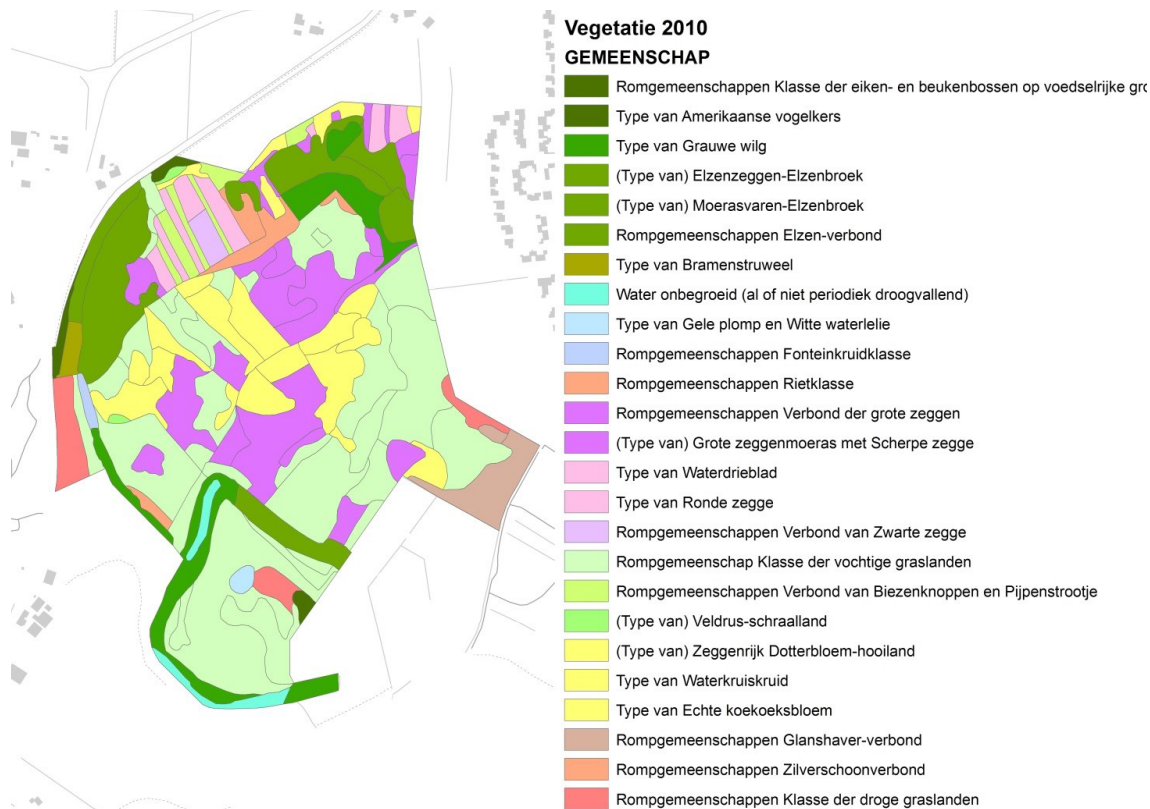 Vegetatie 2010
GEMEENSCHAP
Romgemeenschappen Klasse der eiken- en beukenbossen op voedselrijke gro
Type van Amerikaanse vogelkers
Type van Grauwe wilg
(Type van) Elzenzeggen-Elzenbroek
(Type van) Moerasvaren-Elzenbroek
Rompgemeenschappen Elzen-verbond
Type van Bramenstruweel
Water onbegroeid (al of niet periodiek droogvallend)
Type van Gele plomp en Witte waterlelie
Rompgemeenschappen Fonteinkruidklasse
Rompgemeenschappen Rietklasse
Rompgemeenschappen Verbond der grote zeggen
(Type van) Grote zeggenmoeras met Scherpe zegge
Type van Waterdrieblad
Type van Ronde zegge
Rompgemeenschappen Verbond van Zwarte zegge
Rompgemeenschap Klasse der vochtige graslanden
Rompgemeenschappen Verbond van Biezenknoppen en Pijpenstrootje
(Type van) Veldrus-schraalland
(Type van) Zeggenrijk Dotterbloem-hooiland
Type van Waterkruiskruid
Type van Echte koekoeksbloem
Rompgemeenschappen Glanshaver-verbond
Rompgemeenschappen Zilverschoonverbond
Rompgemeenschappen Klasse der droge graslanden